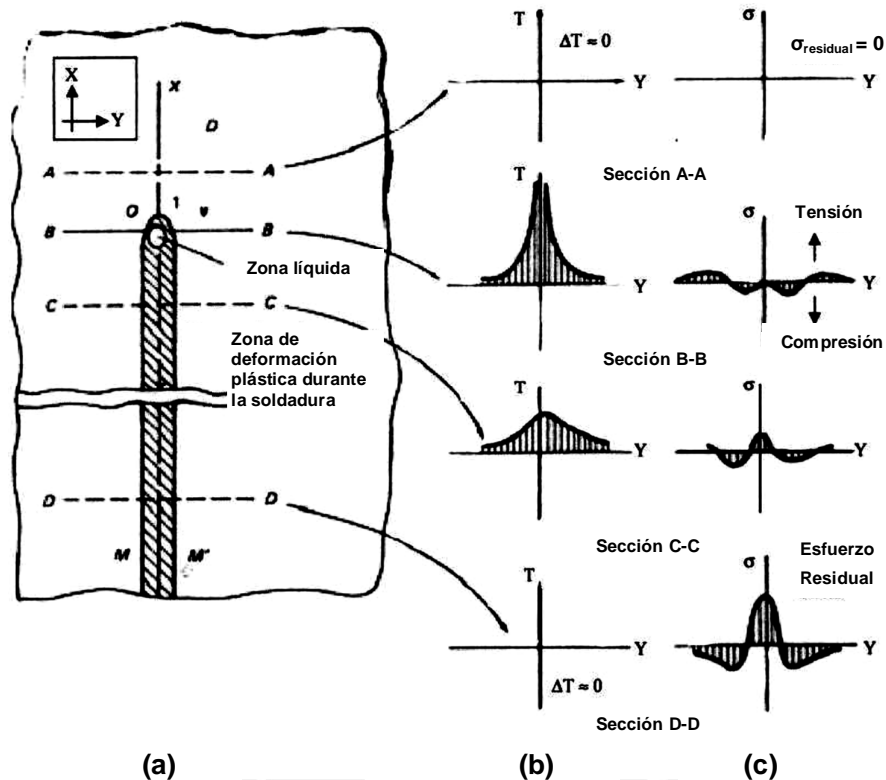 X
Y
X
D
A
A
O
1
v
B
B
Zona líquida
C
C
Zona de
deformación
plástica durante
la soldadura
D
D
M
M'
(a)
T
ΔT ≈ 0
Y
Sección A-A
T
Y
Sección B-B
T
Y
Sección C-C
T
Y
ΔT ≈ 0
Sección D-D
(b)
σ
σresidual = 0
Y
σ
Tensión
Y
Compresión
σ
Y
Esfuerzo
Residual
σ
Y
(c)